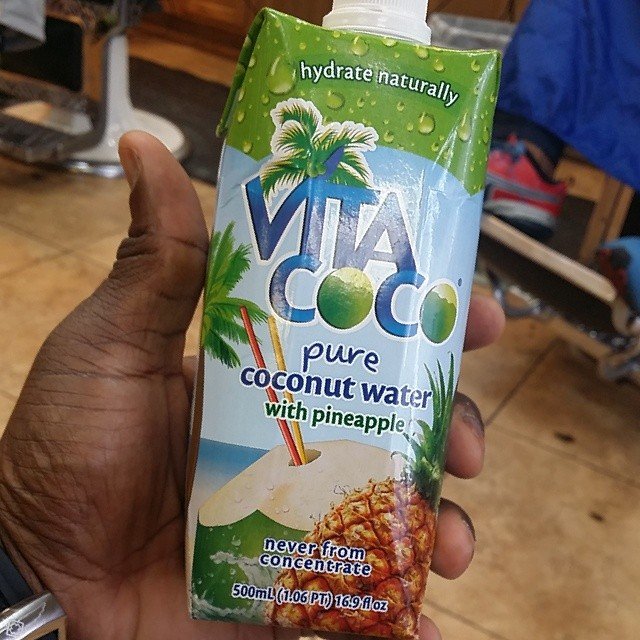 hydrate naturally
VITA
COCO
pure
coconut water
with pineapple
never from
concentrate
500mL (1.06 PT) 16.9 fl oz